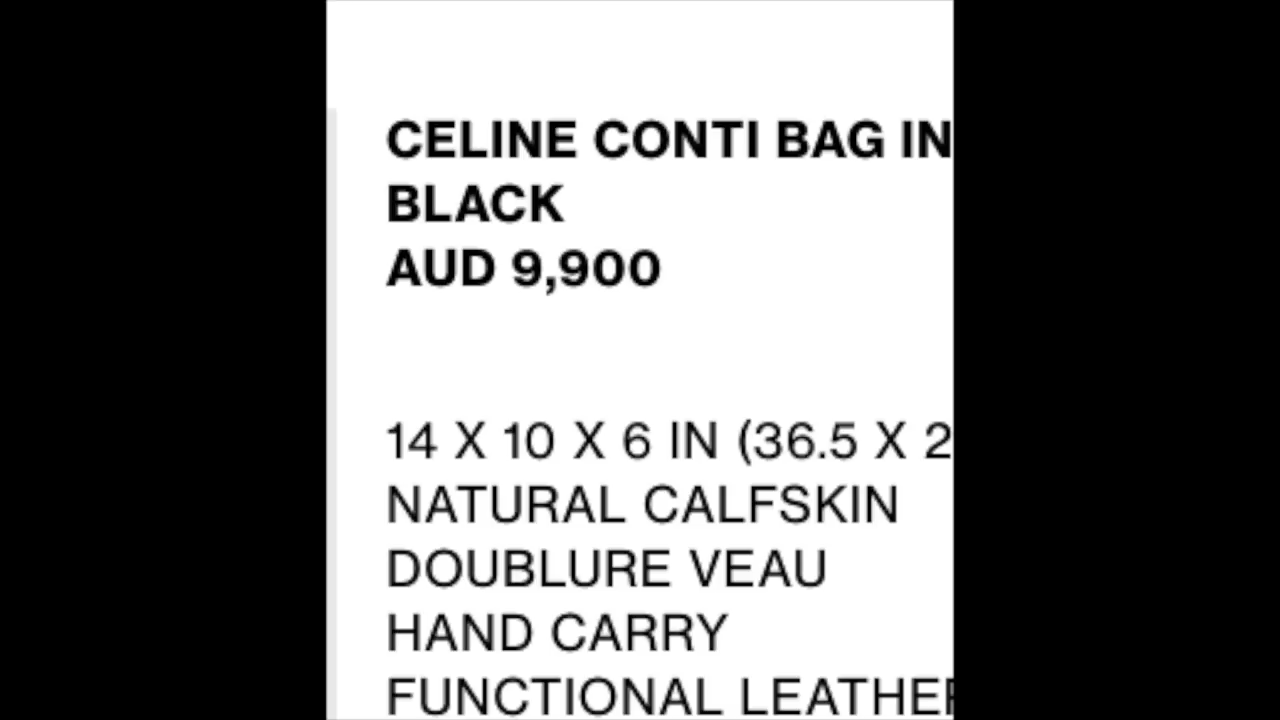 CELINE CONTI BAG IN
BLACK
AUD 9,900
14 X 10 X 6 IN (36.5 X 2
NATURAL CALFSKIN
DOUBLURE VEAU
HAND CARRY
FUNCTIONAL LEATHER